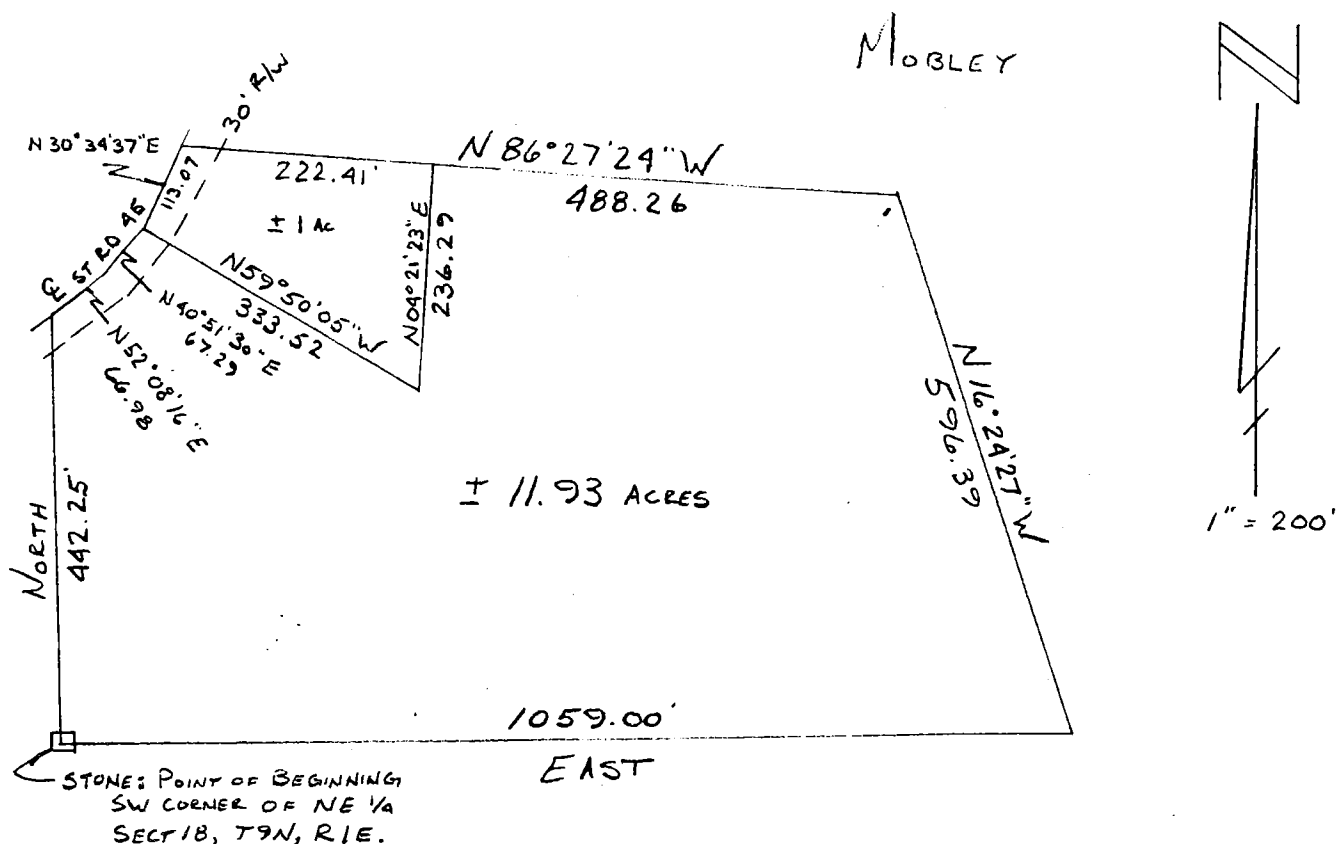 MOBLEY
N
30' R/W
N 30°34'37" E
113.07
222.41'
N 86°27'24" W
488.26
± 1 AC
N04°21'23" E
236.29
℄ ST RD 45
N59°50'05" W
333.52
N 40°51'30" E
67.29
N 52°08'16" E
66.98
N 16°24'27" W
596.39
± 11.93 ACRES
1" = 200'
NORTH
442.25'
1059.00'
EAST
STONE: POINT OF BEGINNING
SW CORNER OF NE 1/4
SECT 18, T9N, R1E.